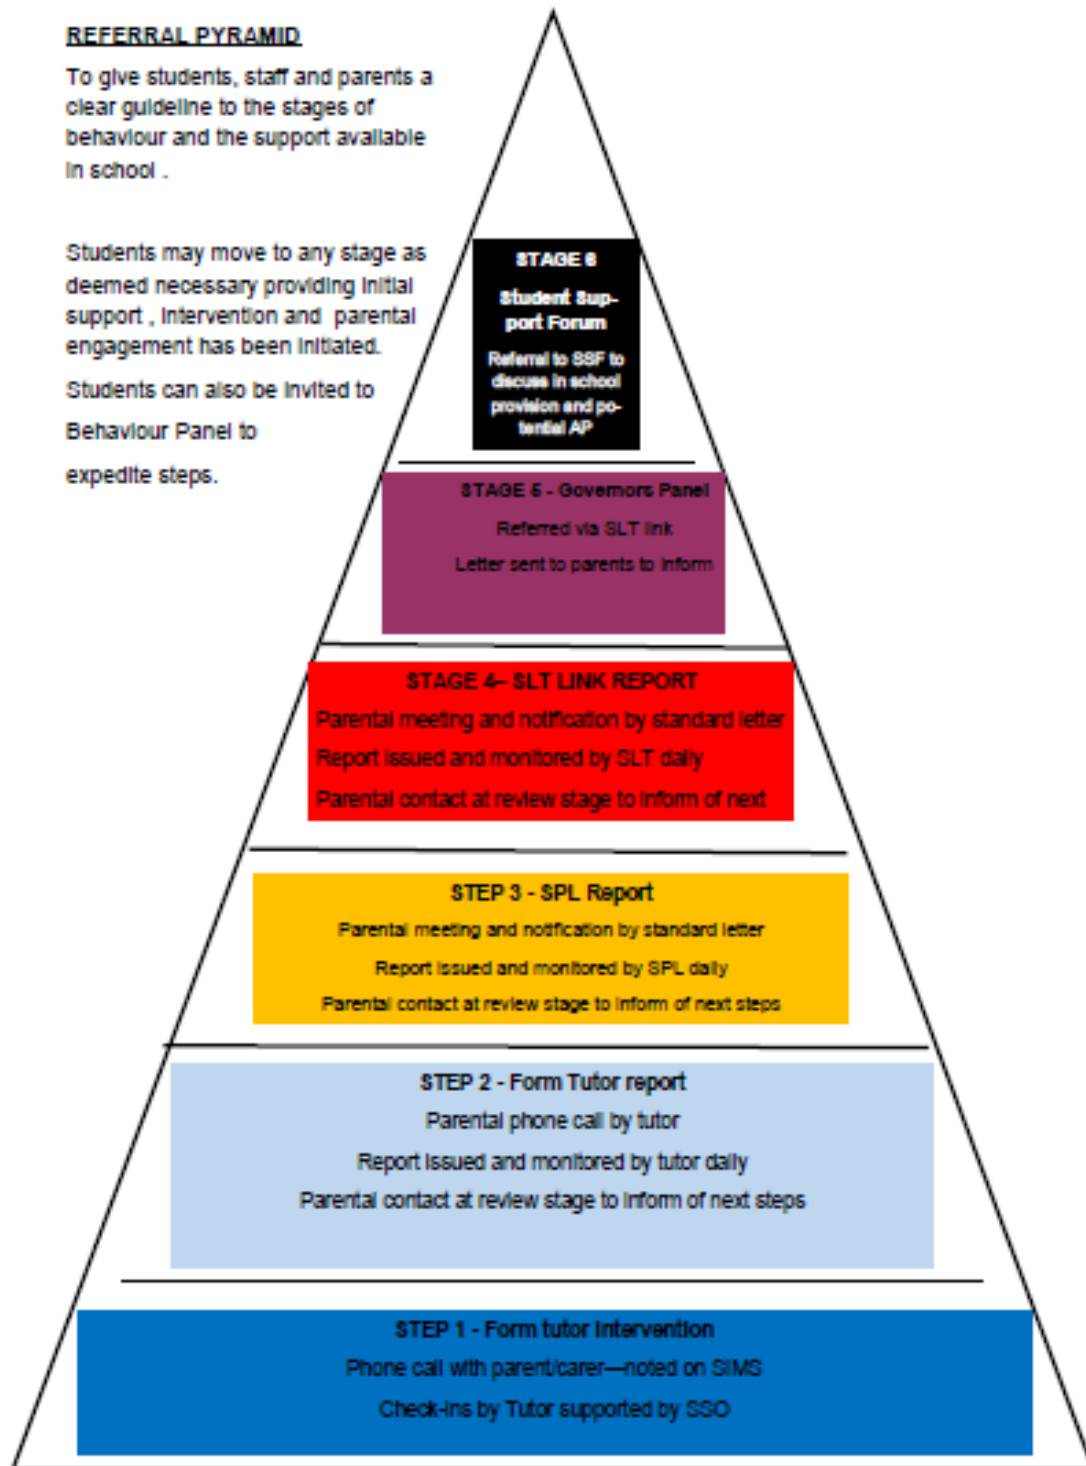 REFERRAL PYRAMID
To give students, staff and parents a
clear guideline to the stages of
behaviour and the support available
in school .
Students may move to any stage as
deemed necessary providing initial
support , intervention and parental
engagement has been initiated.
Students can also be invited to
Behaviour Panel to
expedite steps.
STAGE 6
Student Sup-
port Forum
Referral to SSF to
discuss in school
provision and po-
tential AP
STAGE 5 - Governors Panel
Referred via SLT link
Letter sent to parents to inform
STAGE 4– SLT LINK REPORT
Parental meeting and notification by standard letter
Report issued and monitored by SLT daily
Parental contact at review stage to inform of next
STEP 3 - SPL Report
Parental meeting and notification by standard letter
Report issued and monitored by SPL daily
Parental contact at review stage to inform of next steps
STEP 2 - Form Tutor report
Parental phone call by tutor
Report issued and monitored by tutor daily
Parental contact at review stage to inform of next steps
STEP 1 - Form tutor intervention
Phone call with parent/carer—noted on SIMS
Check-ins by Tutor supported by SSO